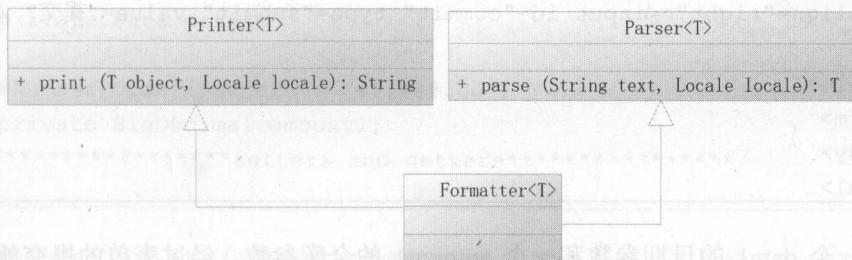 Printer<T>
Parser<T>
+ print (T object, Locale locale): String
+ parse (String text, Locale locale): T
Formatter<T>